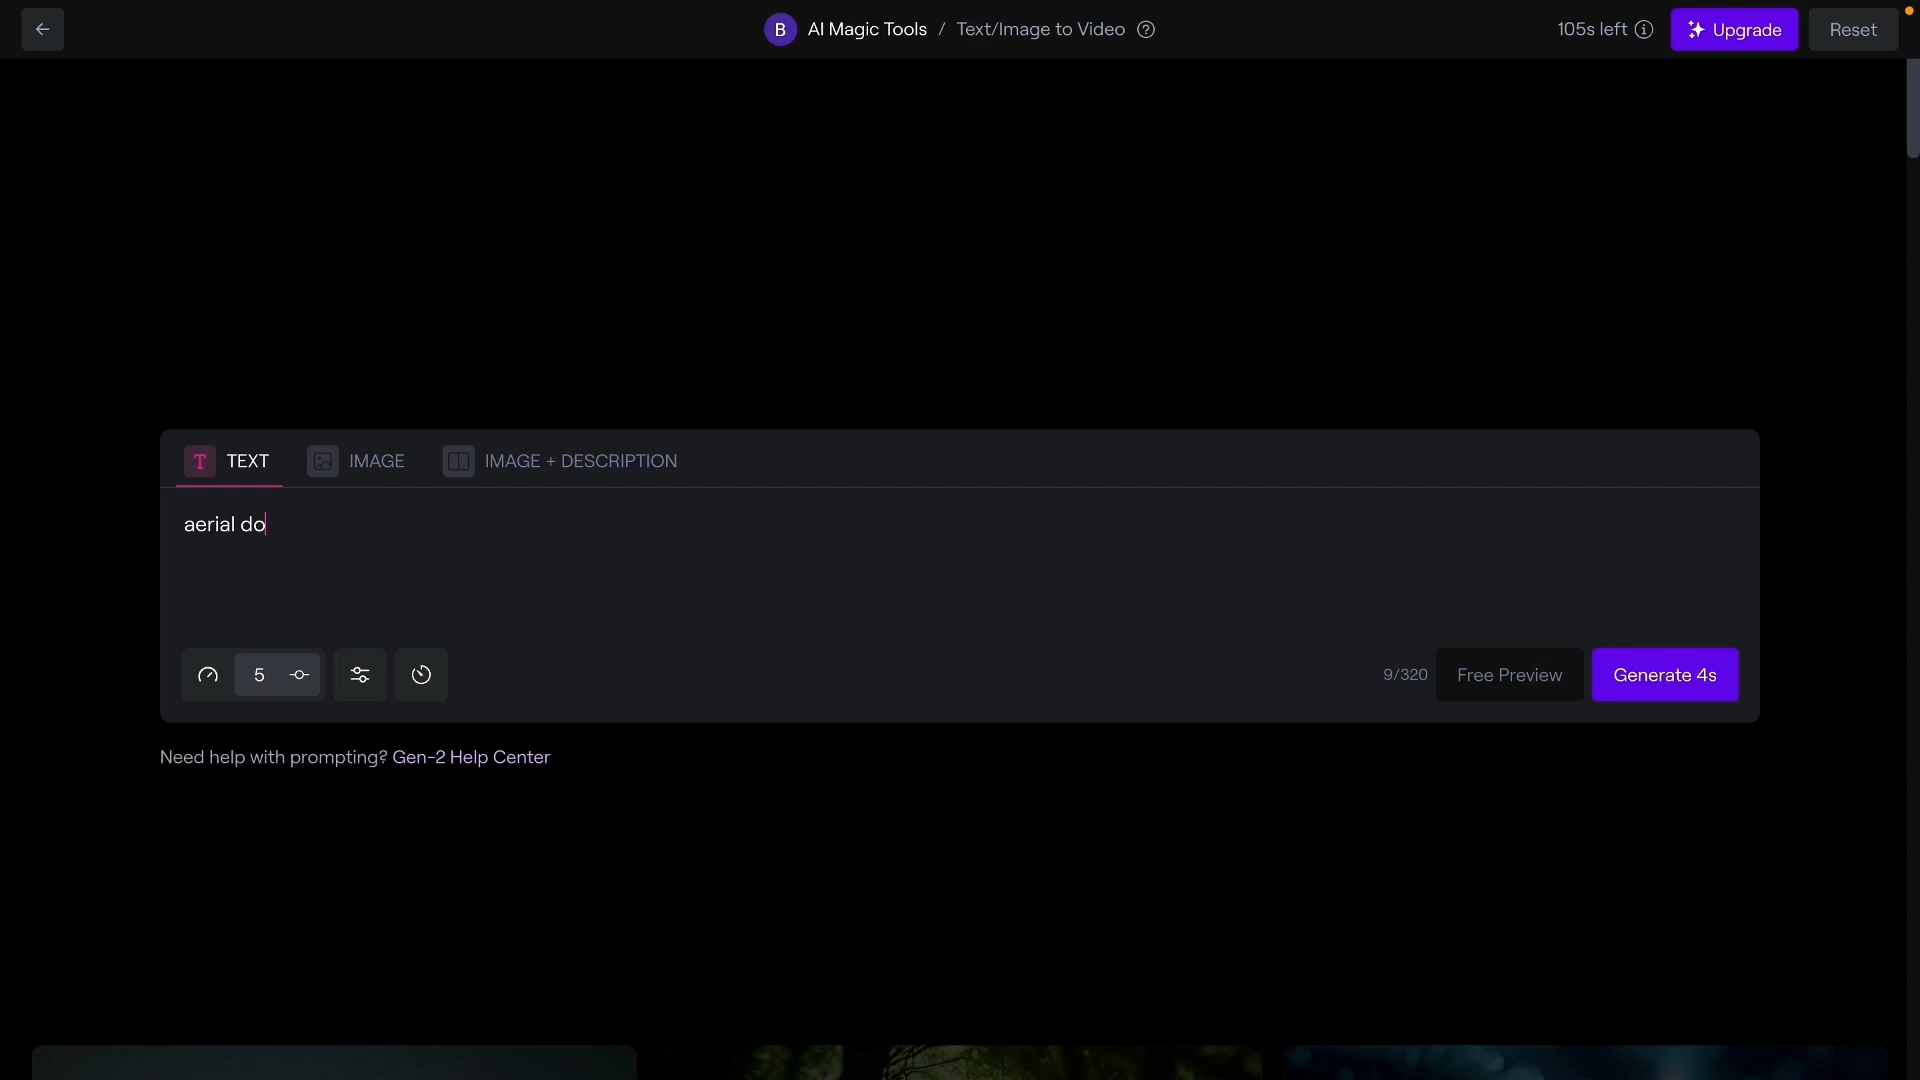 B AI Magic Tools / Text/Image to Video
105s left
Upgrade
Reset
TEXT
IMAGE
IMAGE + DESCRIPTION
aerial do
5
9/320
Free Preview
Generate 4s
Need help with prompting? Gen-2 Help Center